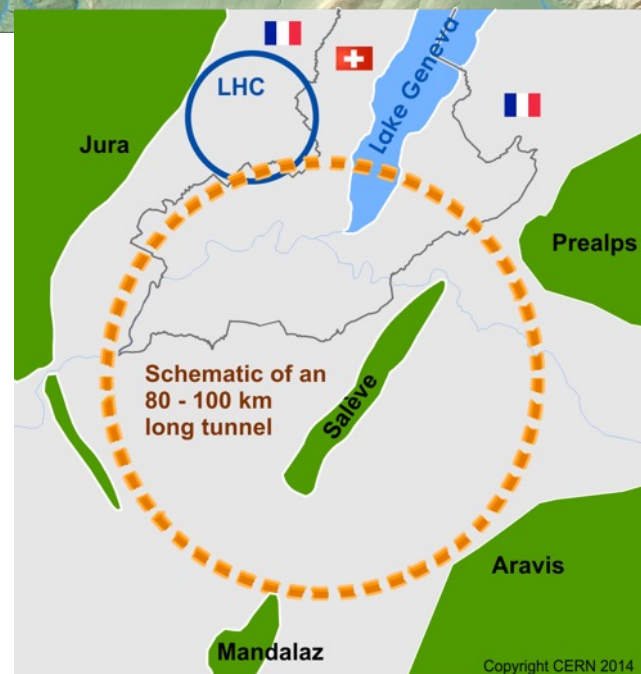 LHC
Lake Geneva
Jura
Prealps
Schematic of an
80 - 100 km
long tunnel
Salève
Aravis
Mandalaz
Copyright CERN 2014